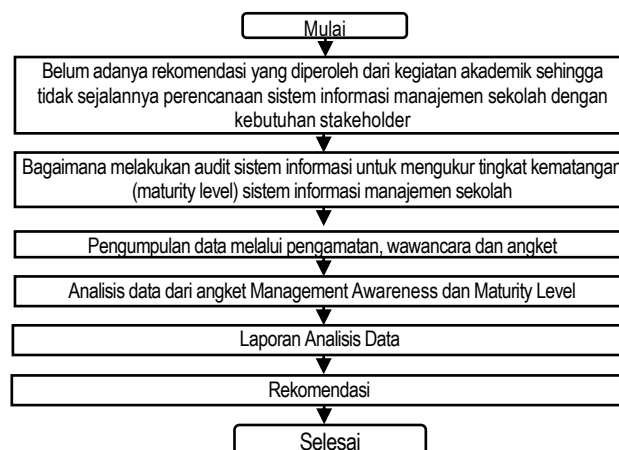 Mulai
Belum adanya rekomendasi yang diperoleh dari kegiatan akademik sehingga
tidak sejalannya perencanaan sistem informasi manajemen sekolah dengan
kebutuhan stakeholder
Bagaimana melakukan audit sistem informasi untuk mengukur tingkat kematangan
(maturity level) sistem informasi manajemen sekolah
Pengumpulan data melalui pengamatan, wawancara dan angket
Analisis data dari angket Management Awareness dan Maturity Level
Laporan Analisis Data
Rekomendasi
Selesai